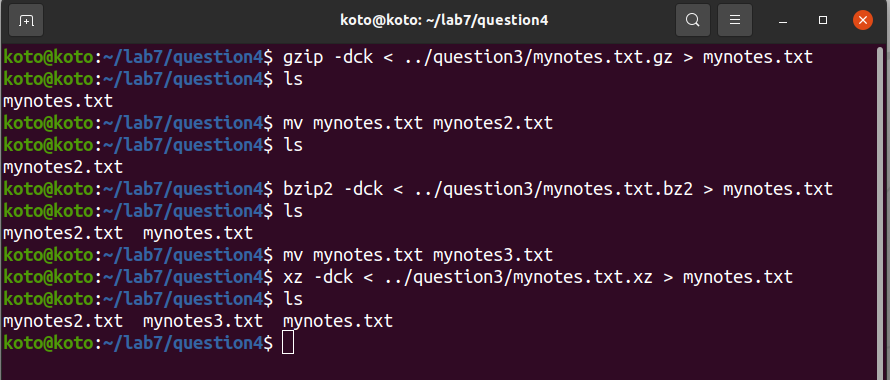 koto@koto: ~/lab7/question4
koto@koto:~/lab7/question4$ gzip -dck < ../question3/mynotes.txt.gz > mynotes.txt
koto@koto:~/lab7/question4$ ls
mynotes.txt
koto@koto:~/lab7/question4$ mv mynotes.txt mynotes2.txt
koto@koto:~/lab7/question4$ ls
mynotes2.txt
koto@koto:~/lab7/question4$ bzip2 -dck < ../question3/mynotes.txt.bz2 > mynotes.txt
koto@koto:~/lab7/question4$ ls
mynotes2.txt  mynotes.txt
koto@koto:~/lab7/question4$ mv mynotes.txt mynotes3.txt
koto@koto:~/lab7/question4$ xz -dck < ../question3/mynotes.txt.xz > mynotes.txt
koto@koto:~/lab7/question4$ ls
mynotes2.txt  mynotes3.txt  mynotes.txt
koto@koto:~/lab7/question4$